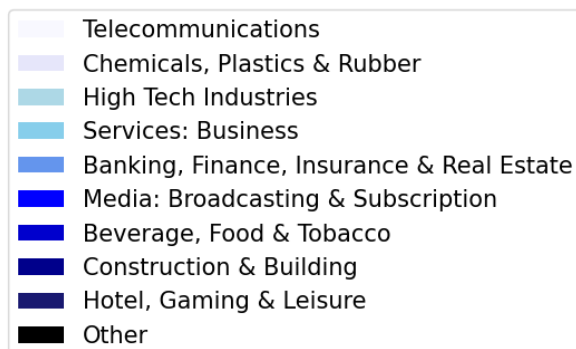 Telecommunications
Chemicals, Plastics & Rubber
High Tech Industries
Services: Business
Banking, Finance, Insurance & Real Estate
Media: Broadcasting & Subscription
Beverage, Food & Tobacco
Construction & Building
Hotel, Gaming & Leisure
Other